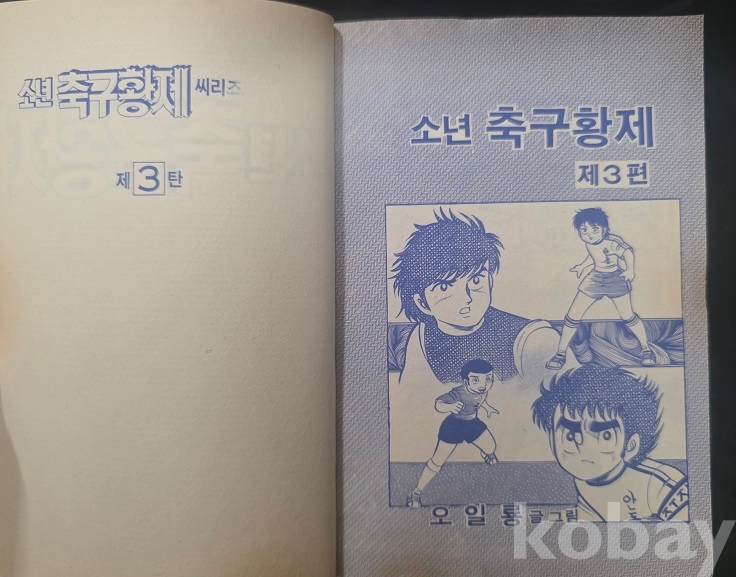 소년 축구황제 씨리즈
제 3 탄
소년 축구황제
제3편
오일룡 글 그림
kobay